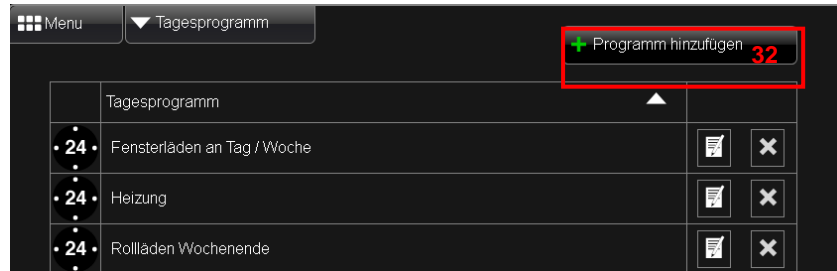 Menu
Tagesprogramm
+ Programm hinzufügen
32
Tagesprogramm
24 Fensterläden an Tag / Woche
24 Heizung
24 Rollläden Wochenende